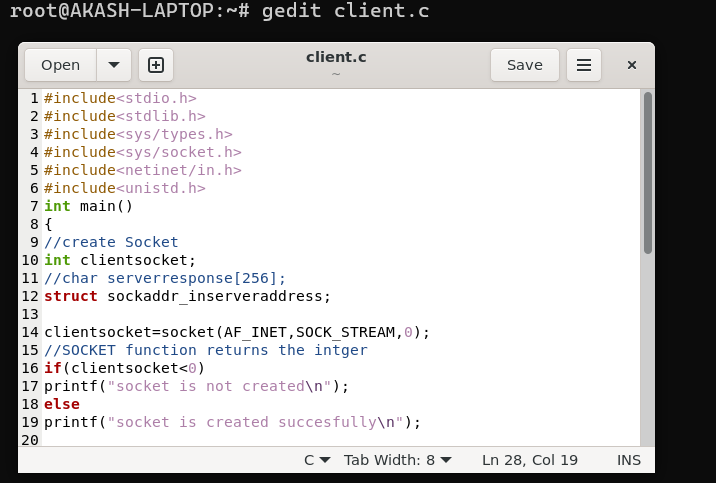 root@AKASH-LAPTOP:~# gedit client.c
Open
client.c
~
Save
1 #include<stdio.h>
2 #include<stdlib.h>
3 #include<sys/types.h>
4 #include<sys/socket.h>
5 #include<netinet/in.h>
6 #include<unistd.h>
7 int main()
8 {
9 //create Socket
10 int clientsocket;
11 //char serverresponse[256];
12 struct sockaddr_inserveraddress;
13
14 clientsocket=socket(AF_INET,SOCK_STREAM,0);
15 //SOCKET function returns the intger
16 if(clientsocket<0)
17 printf("socket is not created\n");
18 else
19 printf("socket is created succesfully\n");
20
C Tab Width: 8 Ln 28, Col 19 INS